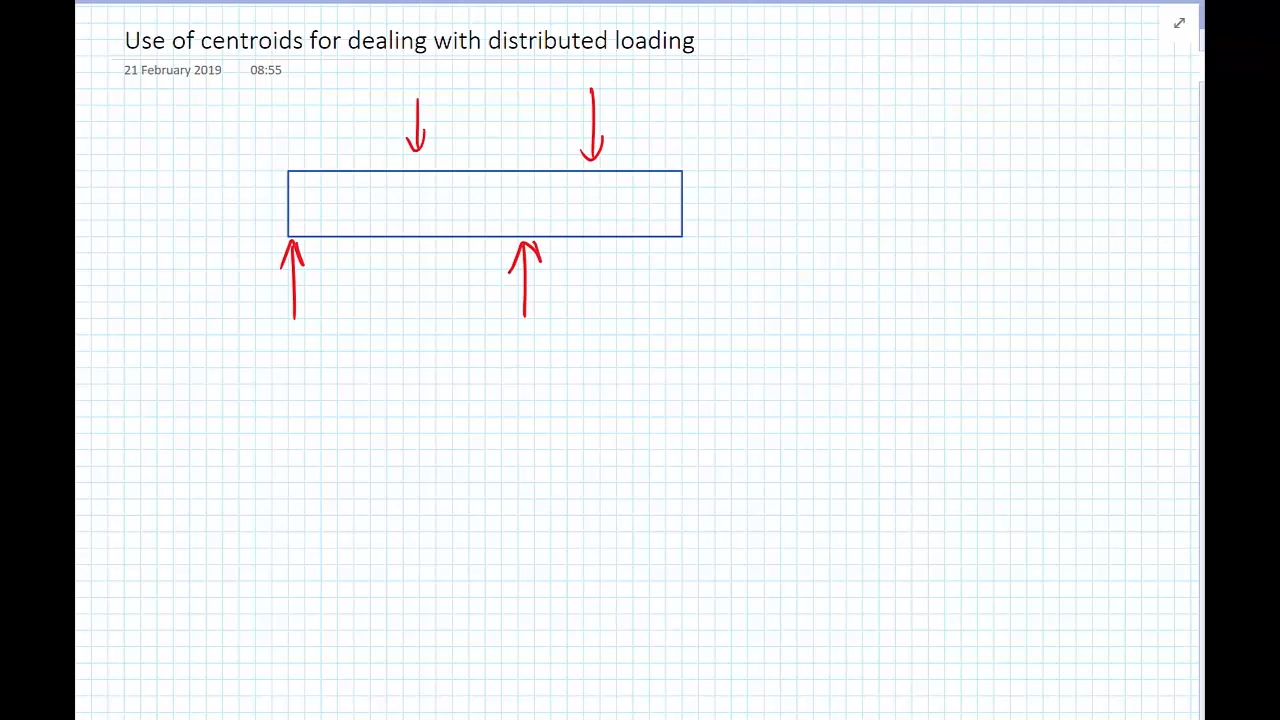 Use of centroids for dealing with distributed loading
21 February 2019 08:55